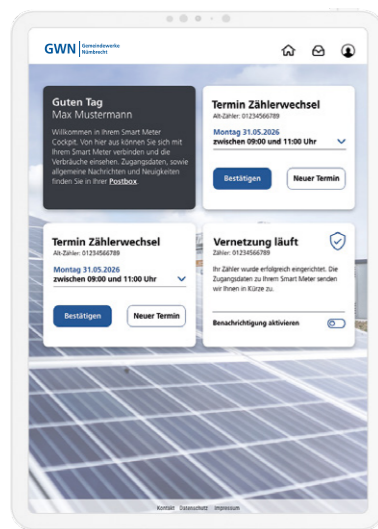 GWN Gemeindewerke
Nümbrecht
Guten Tag
Max Mustermann
Willkommen in Ihrem Smart Meter
Cockpit. Von hier aus können Sie sich mit
Ihrem Smart Meter verbinden und die
Verbräuche einsehen. Zugangsdaten, sowie
allgemeine Nachrichten und Neuigkeiten
finden Sie in Ihrer Postbox.
Termin Zählerwechsel
Alt-Zähler: 01234566789
Montag 31.05.2026
zwischen 09:00 und 11:00 Uhr
Bestätigen Neuer Termin
Termin Zählerwechsel
Alt-Zähler: 01234566789
Montag 31.05.2026
zwischen 09:00 und 11:00 Uhr
Bestätigen Neuer Termin
Vernetzung läuft
Zähler: 01234566789
Ihr Zähler wurde erfolgreich eingerichtet. Die
Zugangsdaten zu Ihrem Smart Meter senden
wir Ihnen in Kürze zu.
Benachrichtigung aktivieren
Kontakt Datenschutz Impressum